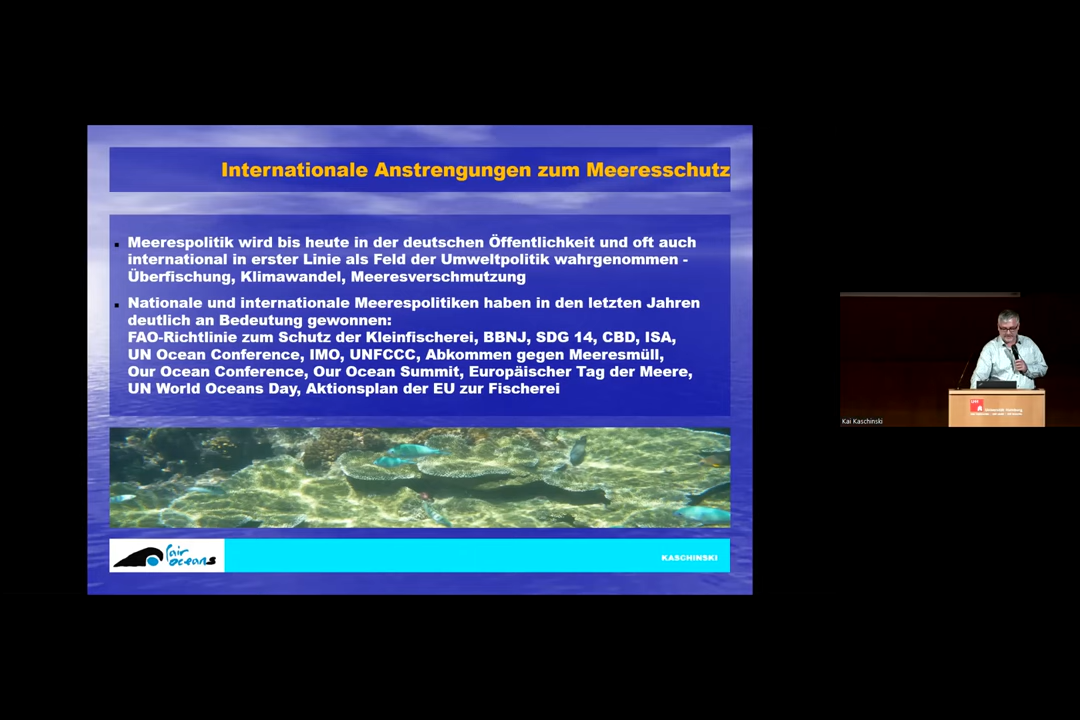 Internationale Anstrengungen zum Meeresschutz
Meerespolitik wird bis heute in der deutschen Öffentlichkeit und oft auch
international in erster Linie als Feld der Umweltpolitik wahrgenommen -
Überfischung, Klimawandel, Meeresverschmutzung
Nationale und internationale Meerespolitiken haben in den letzten Jahren
deutlich an Bedeutung gewonnen:
FAO-Richtlinie zum Schutz der Kleinfischerei, BBNJ, SDG 14, CBD, ISA,
UN Ocean Conference, IMO, UNFCCC, Abkommen gegen Meeresmüll,
Our Ocean Conference, Our Ocean Summit, Europäischer Tag der Meere,
UN World Oceans Day, Aktionsplan der EU zur Fischerei
fair
oceans
KASCHINSKI
Universität Hamburg
Kai Kaschinski